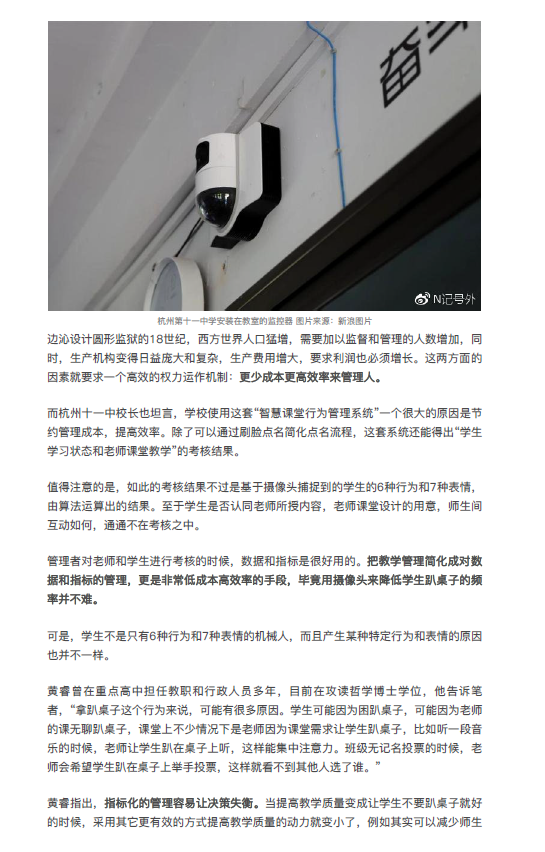 奋
N记号外
杭州第十一中学安装在教室的监控器 图片来源：新浪图片
边沁设计圆形监狱的18世纪，西方世界人口猛增，需要加以监督和管理的人数增加，同
时，生产机构变得日益庞大和复杂，生产费用增大，要求利润也必须增长。这两方面的
因素就要求一个高效的权力运作机制：更少成本更高效率来管理人。
而杭州十一中校长也坦言，学校使用这套“智慧课堂行为管理系统”一个很大的原因是节
约管理成本，提高效率。除了可以通过刷脸点名简化点名流程，这套系统还能得出“学生
学习状态和老师课堂教学”的考核结果。
值得注意的是，如此的考核结果不过是基于摄像头捕捉到的学生的6种行为和7种表情，
由算法运算出的结果。至于学生是否认同老师所授内容，老师课堂设计的用意，师生间
互动如何，通通不在考核之中。
管理者对老师和学生进行考核的时候，数据和指标是很好用的。把教学管理简化成对数
据和指标的管理，更是非常低成本高效率的手段，毕竟用摄像头来降低学生趴桌子的频
率并不难。
可是，学生不是只有6种行为和7种表情的机械人，而且产生某种特定行为和表情的原因
也并不一样。
黄睿曾在重点高中担任教职和行政人员多年，目前在攻读哲学博士学位，他告诉笔
者，“拿趴桌子这个行为来说，可能有很多原因。学生可能因为困趴桌子，可能因为老师
的课无聊趴桌子，课堂上不少情况下是老师因为课堂需求让学生趴桌子，比如听一段音
乐的时候，老师让学生趴在桌子上听，这样能集中注意力。班级无记名投票的时候，老
师会希望学生趴在桌子上举手投票，这样就看不到其他人选了谁。”
黄睿指出，指标化的管理容易让决策失衡。当提高教学质量变成让学生不要趴桌子就好
的时候，采用其它更有效的方式提高教学质量的动力就变小了，例如其实可以减少师生